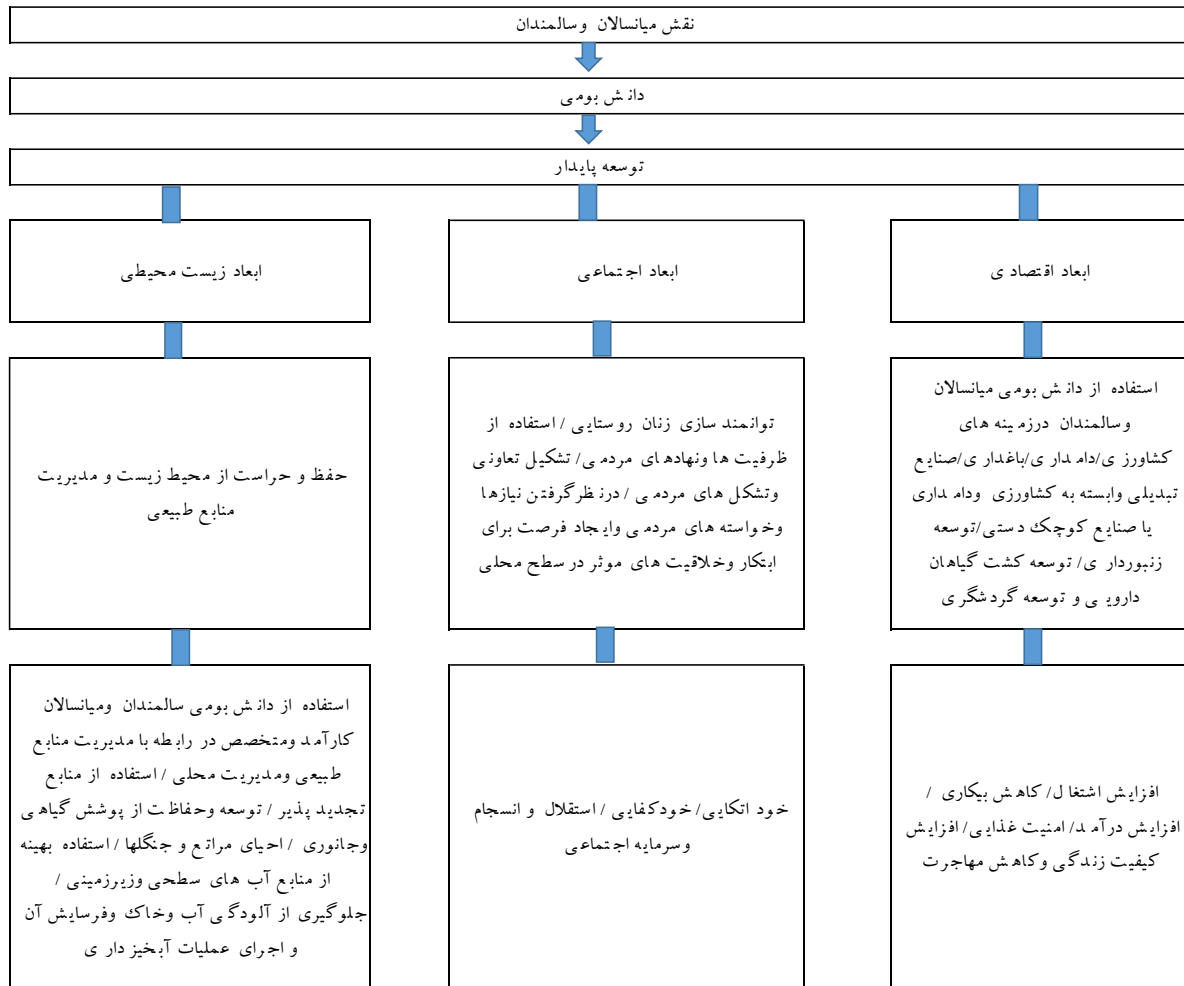 نقش میانسالان وسالمندان
دانش بومی
توسعه پایدار
ابعاد اقتصادی
ابعاد اجتماعی
ابعاد زیست محیطی
استفاده از دانش بومی میانسالان
وسالمندان درزمینه های
کشاورزی/دامداری/باغداری/صنایع
تبدیلی وابسته به کشاورزی ودامداری
یا صنایع کوچک دستی/توسعه
زنبورداری/ توسعه کشت گیاهان
دارویی و توسعه گردشگری
توانمند سازی زنان روستایی / استفاده از
ظرفیت ها ونهادهای مردمی/ تشکیل تعاونی
وتشکل های مردمی / درنظرگرفتن نیازها
وخواسته های مردمی وایجاد فرصت برای
ابتکار وخلاقیت های موثر در سطح محلی
حفظ و حراست از محیط زیست و مدیریت
منابع طبیعی
افزایش اشتغال/ کاهش بیکاری /
افزایش درآمد/ امنیت غذایی/ افزایش
کیفیت زندگی وکاهش مهاجرت
خود اتکایی/ خودکفایی / استقلال و انسجام
وسرمایه اجتماعی
استفاده از دانش بومی سالمندان ومیانسالان
کارآمد ومتخصص در رابطه با مدیریت منابع
طبیعی ومدیریت محلی / استفاده از منابع
تجدید پذیر / توسعه وحفاظت از پوشش گیاهی
وجانوری / احیای مراتع و جنگلها / استفاده بهینه
از منابع آب های سطحی وزیرزمینی /
جلوگیری از آلودگی آب وخاک وفرسایش آن
و اجرای عملیات آبخیزداری